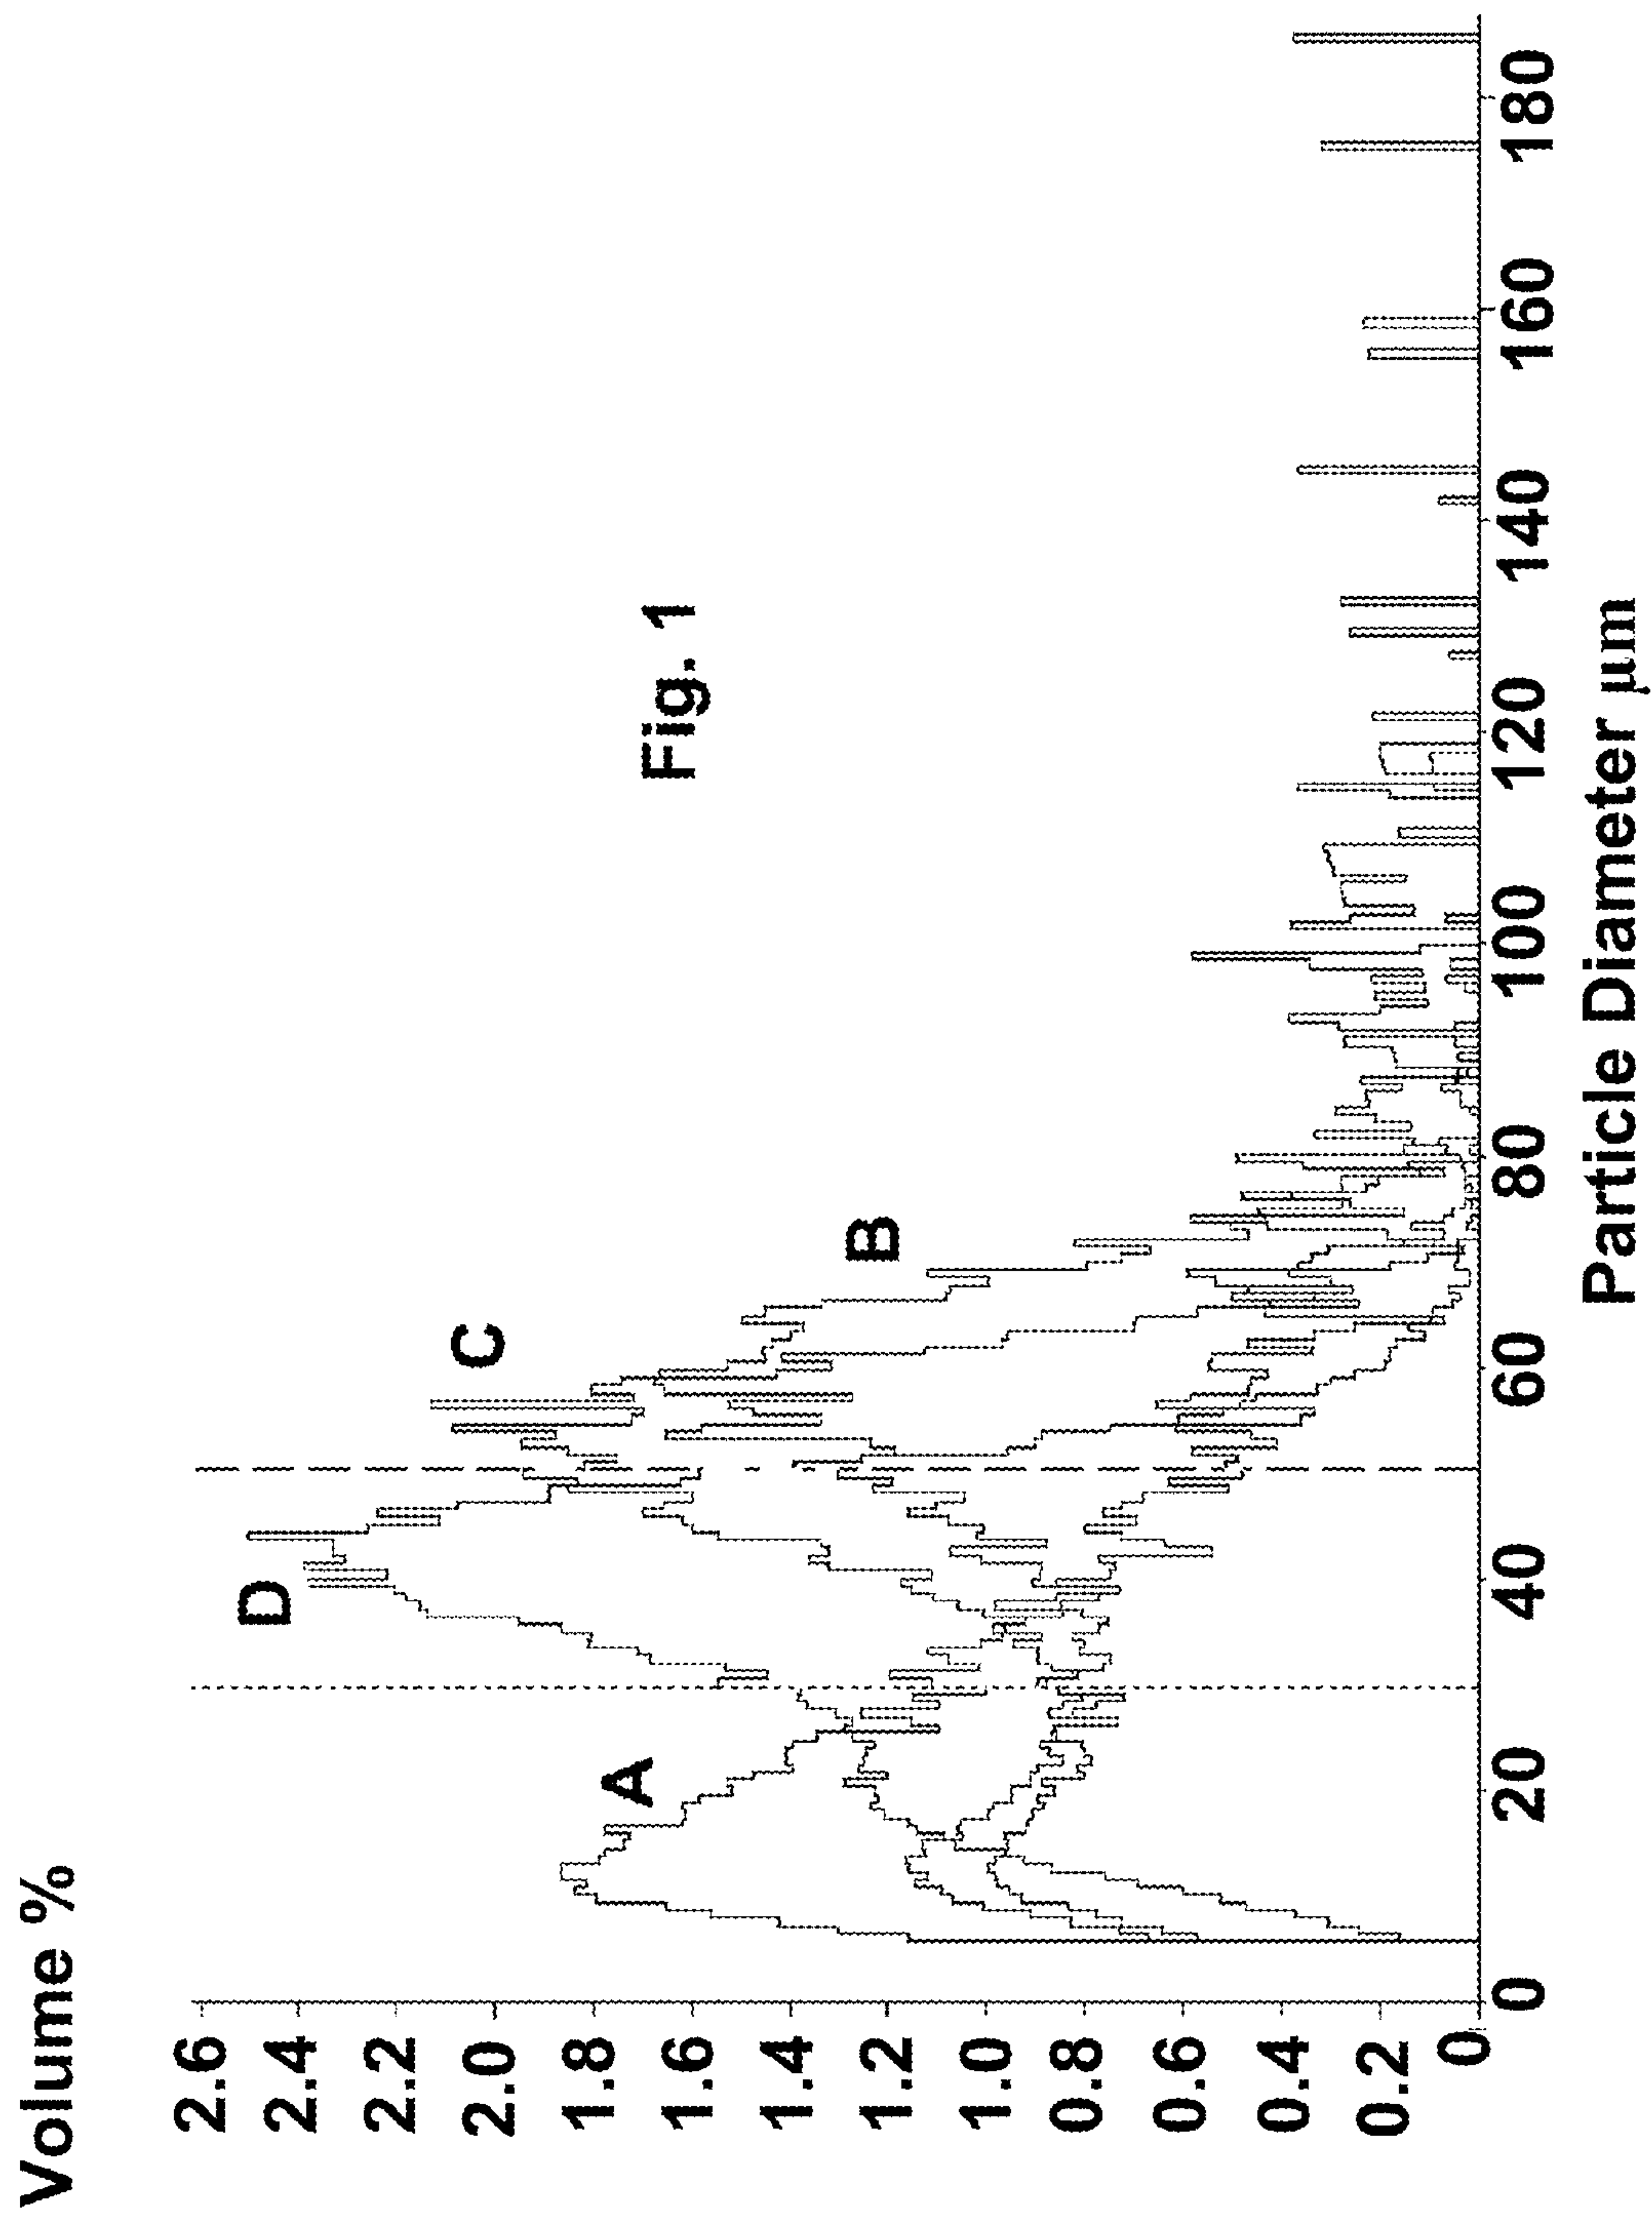 Volume %
2.6
2.4
2.2
2.0
1.8
1.6
1.4
1.2
1.0
0.8
0.6
0.4
0.2
0
D
C
A
B
Fig. 1
0 20 40 60 80 100 120 140 160 180
Particle Diameter μm